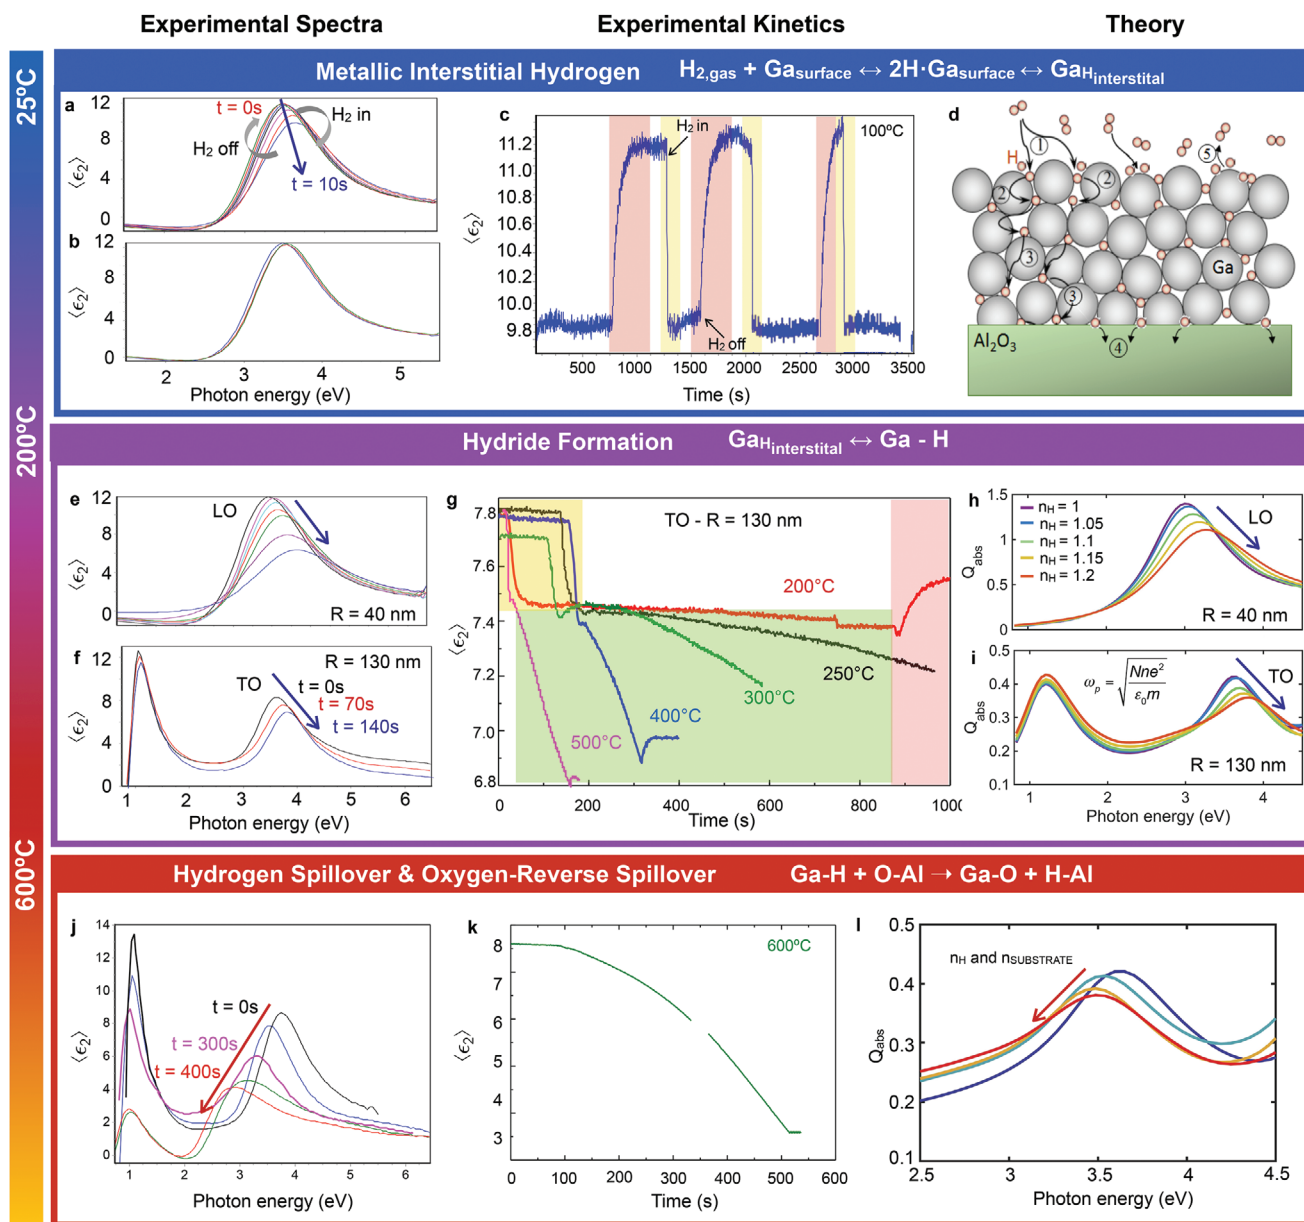 Experimental Spectra
Experimental Kinetics
Theory
25ºC
200ºC
600ºC
Metallic Interstitial Hydrogen H2,gas + Gasurface ↔ 2H·Gasurface ↔ GaHinterstital
a
12
8
4
0
⟨ϵ2⟩
t = 0s
H2 in
H2 off
t = 10s
b
12
8
4
0
⟨ϵ2⟩
2 3 4 5
Photon energy (eV)
c
11.2
11.0
10.8
10.6
10.4
10.2
10.0
9.8
⟨ϵ2⟩
H2 in
100ºC
H2 off
500 1000 1500 2000 2500 3000 3500
Time (s)
d
H
1
2
2
3
3
4
5
Ga
Al2O3
Hydride Formation GaHinterstital ↔ Ga - H
e
12
8
4
0
⟨ϵ2⟩
LO
R = 40 nm
f
12
8
4
0
⟨ϵ2⟩
R = 130 nm
TO
t = 0s
t = 70s
t = 140s
1 2 3 4 5 6
Photon energy (eV)
g
7.8
7.6
7.4
7.2
7.0
6.8
⟨ϵ2⟩
TO - R = 130 nm
200°C
250°C
300°C
400°C
500°C
0 200 400 600 800 1000
Time (s)
h
1.5
1.0
0.5
0
Qabs
nH = 1
nH = 1.05
nH = 1.1
nH = 1.15
nH = 1.2
LO
R = 40 nm
i
0.5
0.4
0.3
0.2
0.1
Qabs
ωp = √(Nne²/ε0m)
TO
R = 130 nm
1 2 3 4
Photon energy (eV)
Hydrogen Spillover & Oxygen-Reverse Spillover Ga-H + O-Al → Ga-O + H-Al
j
14
12
10
8
6
4
2
0
⟨ϵ2⟩
t = 0s
t = 300s
t = 400s
1 2 3 4 5 6
Photon energy (eV)
k
8
7
6
5
4
3
⟨ϵ2⟩
600ºC
0 100 200 300 400 500 600
Time (s)
l
0.5
0.4
0.3
0.2
0.1
Qabs
nH and nSUBSTRATE
2.5 3 3.5 4 4.5
Photon energy (eV)